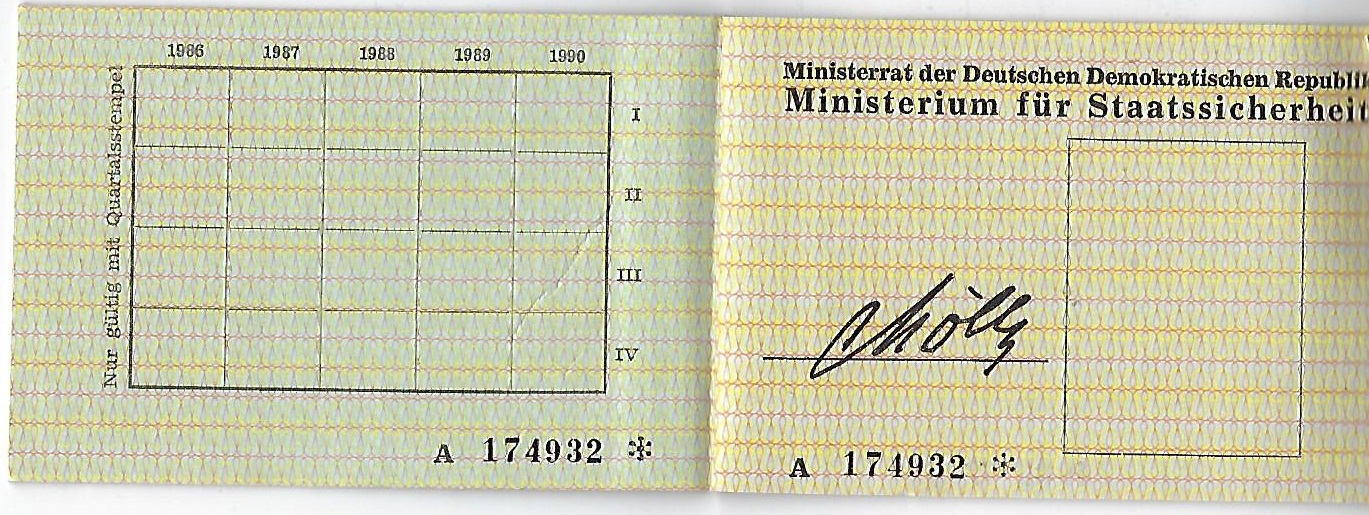 1986 1987 1988 1989 1990
Nur gültig mit Quartalsstempel
I
II
III
IV
A 174932 *
Ministerrat der Deutschen Demokratischen Republik
Ministerium für Staatssicherheit
A 174932 *